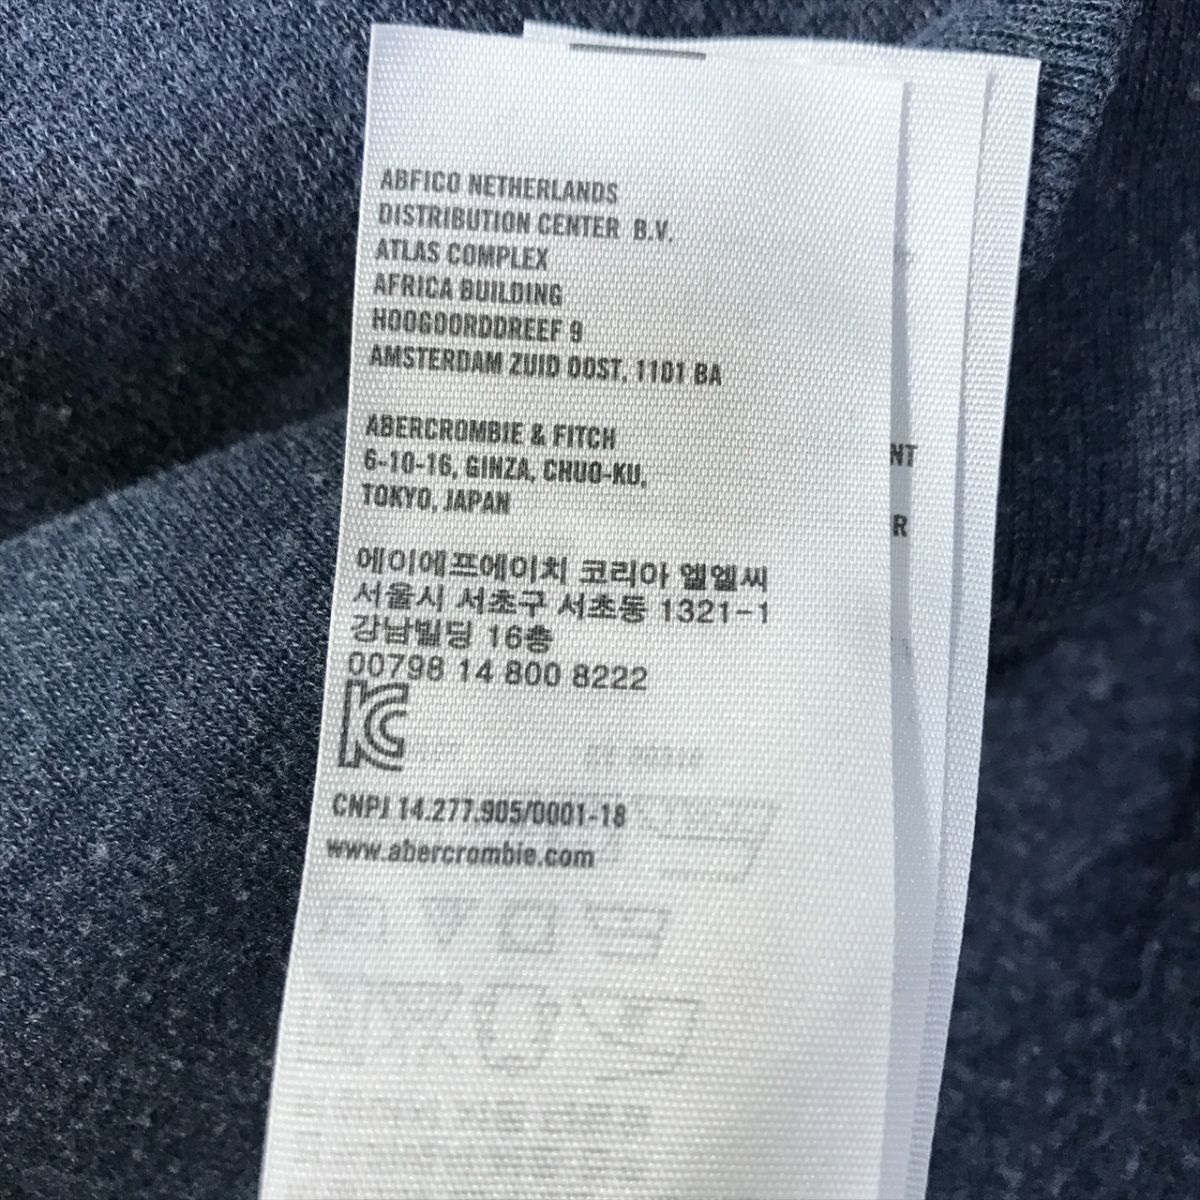 ABFICO NETHERLANDS
DISTRIBUTION CENTER B.V.
ATLAS COMPLEX
AFRICA BUILDING
HOOGOORDDREEF 9
AMSTERDAM ZUID OOST, 1101 BA
ABERCROMBIE & FITCH
6-10-16, GINZA, CHUO-KU,
TOKYO, JAPAN
에이에프에이치 코리아 엘엘씨
서울시 서초구 서초동 1321-1
강남빌딩 16층
00798 14 800 8222
KC
CNPJ 14.277.905/0001-18
www.abercrombie.com
NT
R